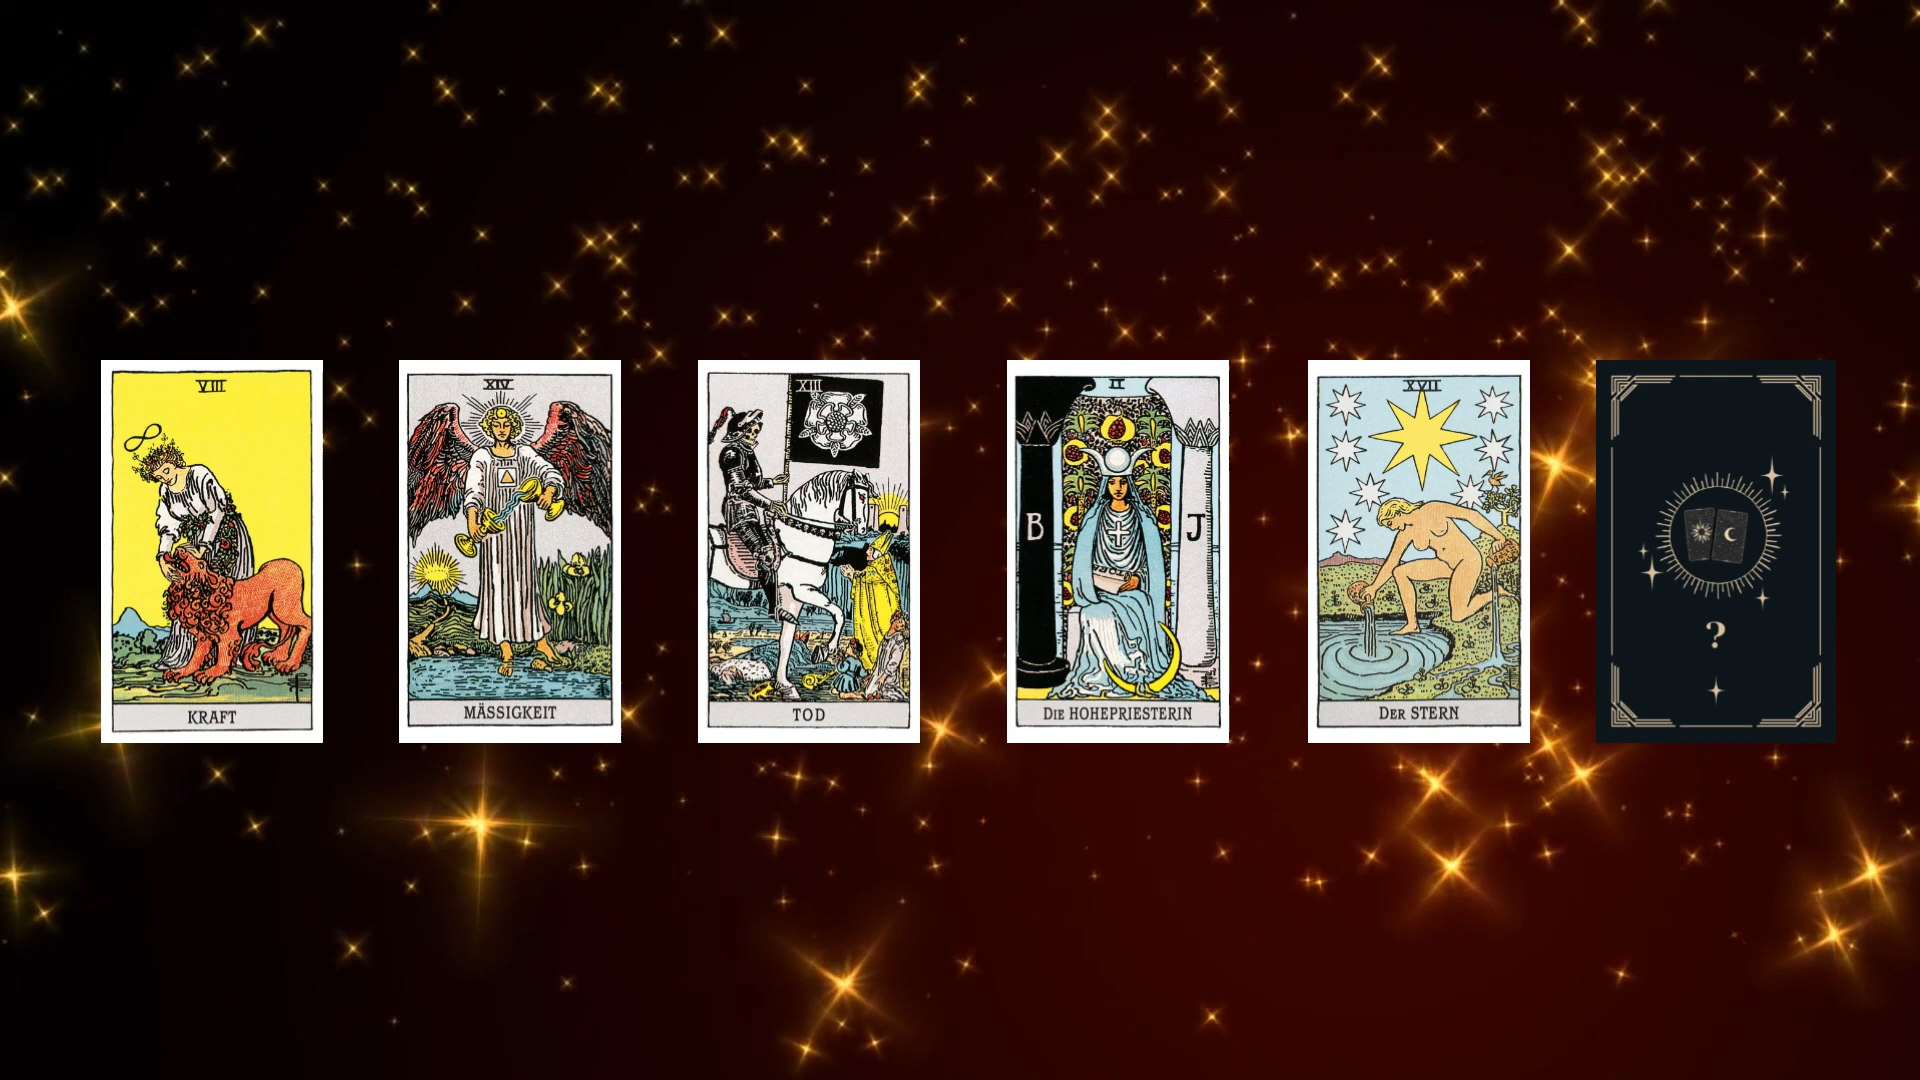 VIII
KRAFT
XIV
MÄSSIGKEIT
XIII
TOD
II
B
J
DIE HOHEPRIESTERIN
XVII
DER STERN
?